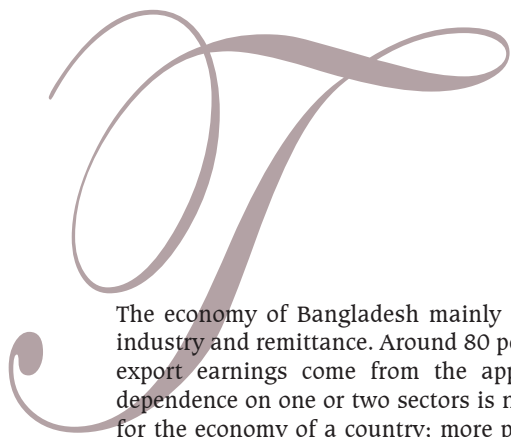 T
The economy of Bangladesh mainly
industry and remittance. Around 80
export earnings come from the
dependence on one or two sectors is
for the economy of a country: more